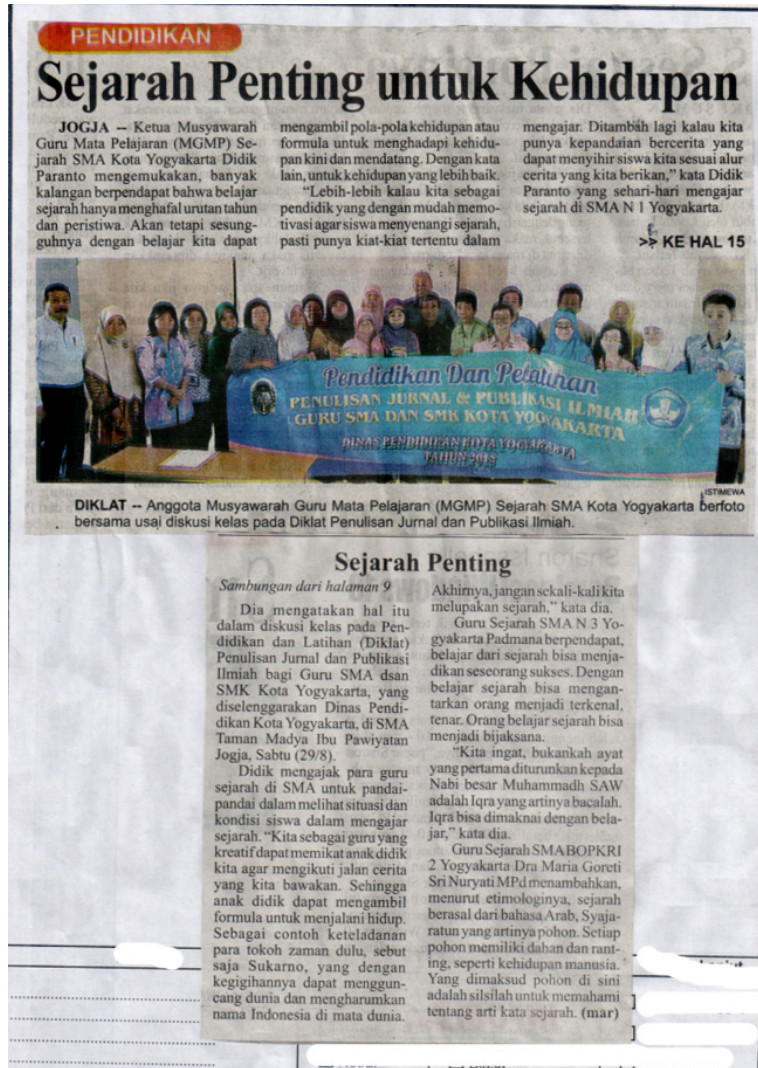 PENDIDIKAN
Sejarah Penting untuk Kehidupan
JOGJA -- Ketua Musyawarah
Guru Mata Pelajaran (MGMP) Se-
jarah SMA Kota Yogyakarta Didik
Paranto mengemukakan, banyak
kalangan berpendapat bahwa belajar
sejarah hanya menghafal urutan tahun
dan peristiwa. Akan tetapi sesung-
guhnya dengan belajar kita dapat
mengambil pola-pola kehidupan atau
formula untuk menghadapi kehidu-
pan kini dan mendatang. Dengan kata
lain, untuk kehidupan yang lebih baik.
"Lebih-lebih kalau kita sebagai
pendidik yang dengan mudah memo-
tivasi agar siswa menyenangi sejarah,
pasti punya kiat-kiat tertentu dalam
mengajar. Ditambah lagi kalau kita
punya kepandaian bercerita yang
dapat menyihir siswa kita sesuai alur
cerita yang kita berikan," kata Didik
Paranto yang sehari-hari mengajar
sejarah di SMA N 1 Yogyakarta.
>> KE HAL 15
Pendidikan Dan Pelatihan
PENULISAN JURNAL & PUBLIKASI ILMIAH
GURU SMA DAN SMK KOTA YOGYAKARTA
DINAS PENDIDIKAN KOTA YOGYAKARTA
TAHUN 2015
ISTIMEWA
DIKLAT -- Anggota Musyawarah Guru Mata Pelajaran (MGMP) Sejarah SMA Kota Yogyakarta berfoto
bersama usai diskusi kelas pada Diklat Penulisan Jurnal dan Publikasi Ilmiah.
Sejarah Penting
Sambungan dari halaman 9
Dia mengatakan hal itu
dalam diskusi kelas pada Pen-
didikan dan Latihan (Diklat)
Penulisan Jurnal dan Publikasi
Ilmiah bagi Guru SMA dsan
SMK Kota Yogyakarta, yang
diselenggarakan Dinas Pendi-
dikan Kota Yogyakarta, di SMA
Taman Madya Ibu Pawiyatan
Jogja, Sabtu (29/8).
Didik mengajak para guru
sejarah di SMA untuk pandai-
pandai dalam melihat situasi dan
kondisi siswa dalam mengajar
sejarah. "Kita sebagai guru yang
kreatif dapat memikat anak didik
kita agar mengikuti jalan cerita
yang kita bawakan. Sehingga
anak didik dapat mengambil
formula untuk menjalani hidup.
Sebagai contoh keteladanan
para tokoh zaman dulu, sebut
saja Sukarno, yang dengan
kegigihannya dapat menggun-
cang dunia dan mengharumkan
nama Indonesia di mata dunia.
Akhirnya, jangan sekali-kali kita
melupakan sejarah," kata dia.
Guru Sejarah SMA N 3 Yo-
gyakarta Padmana berpendapat,
belajar dari sejarah bisa menja-
dikan seseorang sukses. Dengan
belajar sejarah bisa mengan-
tarkan orang menjadi terkenal,
tenar. Orang belajar sejarah bisa
menjadi bijaksana.
"Kita ingat, bukankah ayat
yang pertama diturunkan kepada
Nabi besar Muhammadh SAW
adalah Iqra yang artinya bacalah.
Iqra bisa dimaknai dengan bela-
jar," kata dia.
Guru Sejarah SMABOPKRI
2 Yogyakarta Dra Maria Goreti
Sri Nuryati MPd menambahkan,
menurut etimologinya, sejarah
berasal dari bahasa Arab, Syaja-
ratun yang artinya pohon. Setiap
pohon memiliki dahan dan rant-
ing, seperti kehidupan manusia.
Yang dimaksud pohon di sini
adalah silsilah untuk memahami
tentang arti kata sejarah. (mar)